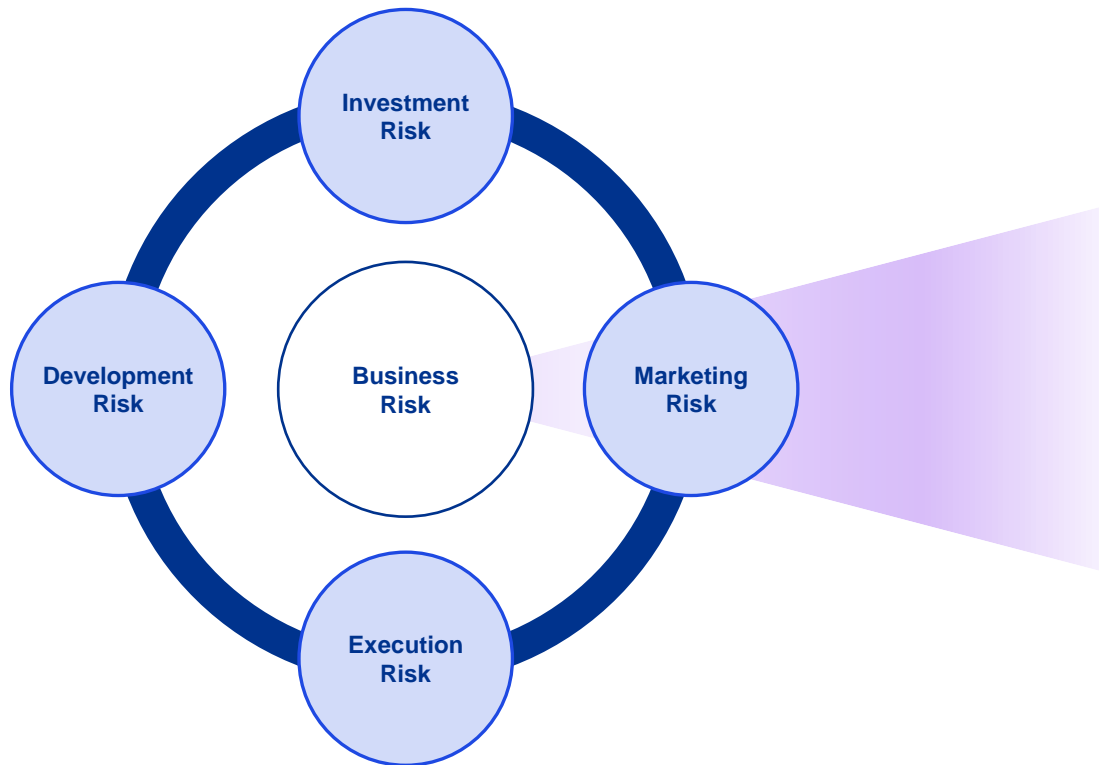 Investment
Risk
Development
Risk
Business
Risk
Marketing
Risk
Execution
Risk